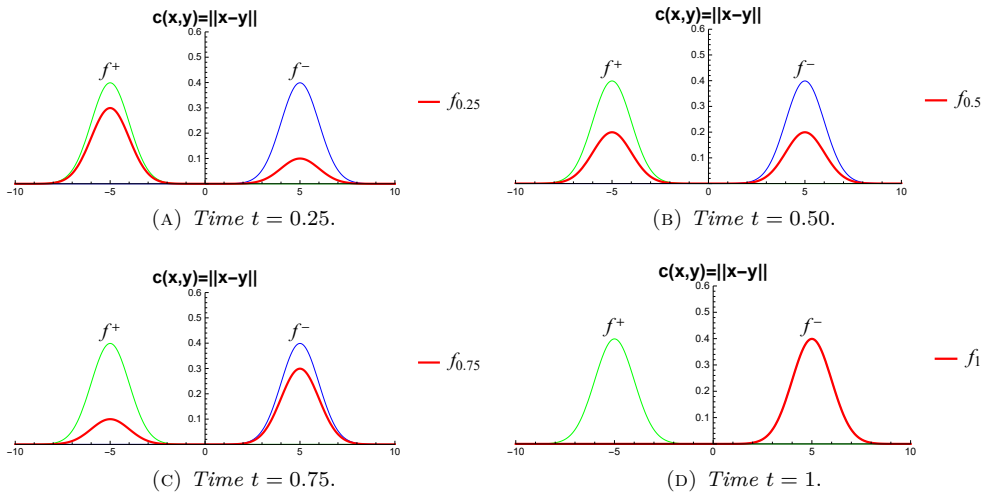 c(x,y)=||x−y||
0.6
0.5
f⁺ 0.4 f⁻
f₀.₂₅
0.3
0.2
0.1
−10 −5 0 5 10
(A) Time t = 0.25.
c(x,y)=||x−y||
0.6
0.5
f⁺ 0.4 f⁻
f₀.₅
0.3
0.2
0.1
−10 −5 0 5 10
(B) Time t = 0.50.
c(x,y)=||x−y||
0.6
0.5
f⁺ 0.4 f⁻
f₀.₇₅
0.3
0.2
0.1
−10 −5 0 5 10
(C) Time t = 0.75.
c(x,y)=||x−y||
0.6
0.5
f⁺ 0.4 f⁻
f₁
0.3
0.2
0.1
−10 −5 0 5 10
(D) Time t = 1.